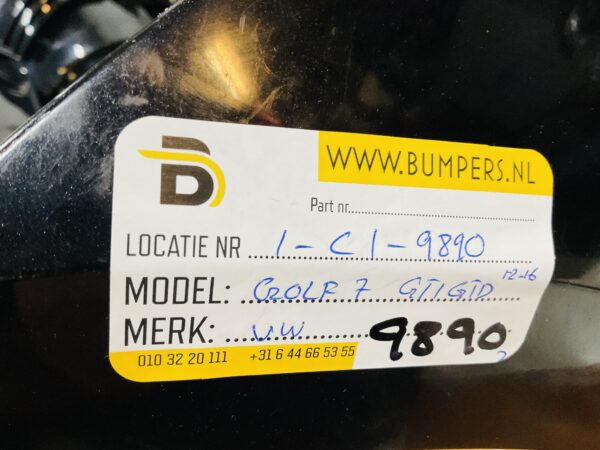 B
WWW.BUMPERS.NL
Part nr
LOCATIE NR 1-C1-9890
MODEL: GOLF 7 GTI GTD 12-16
MERK: VW 9890
010 32 20 111 +31 6 44 66 53 55